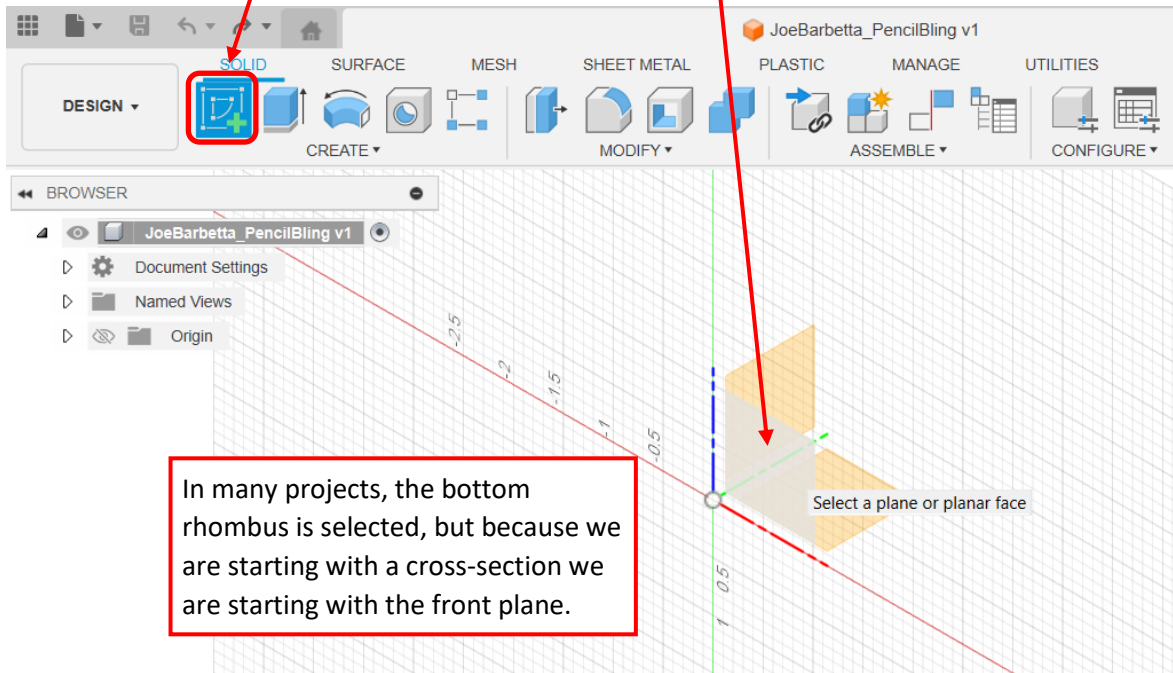 JoeBarbetta_PencilBling v1
SOLID SURFACE MESH SHEET METAL PLASTIC MANAGE UTILITIES
DESIGN
CREATE MODIFY ASSEMBLE CONFIGURE
BROWSER
JoeBarbetta_PencilBling v1
Document Settings
Named Views
Origin
-2.5
-2
-1.5
-1
-0.5
Select a plane or planar face
In many projects, the bottom
rhombus is selected, but because we
are starting with a cross-section we
are starting with the front plane.
0.5
1